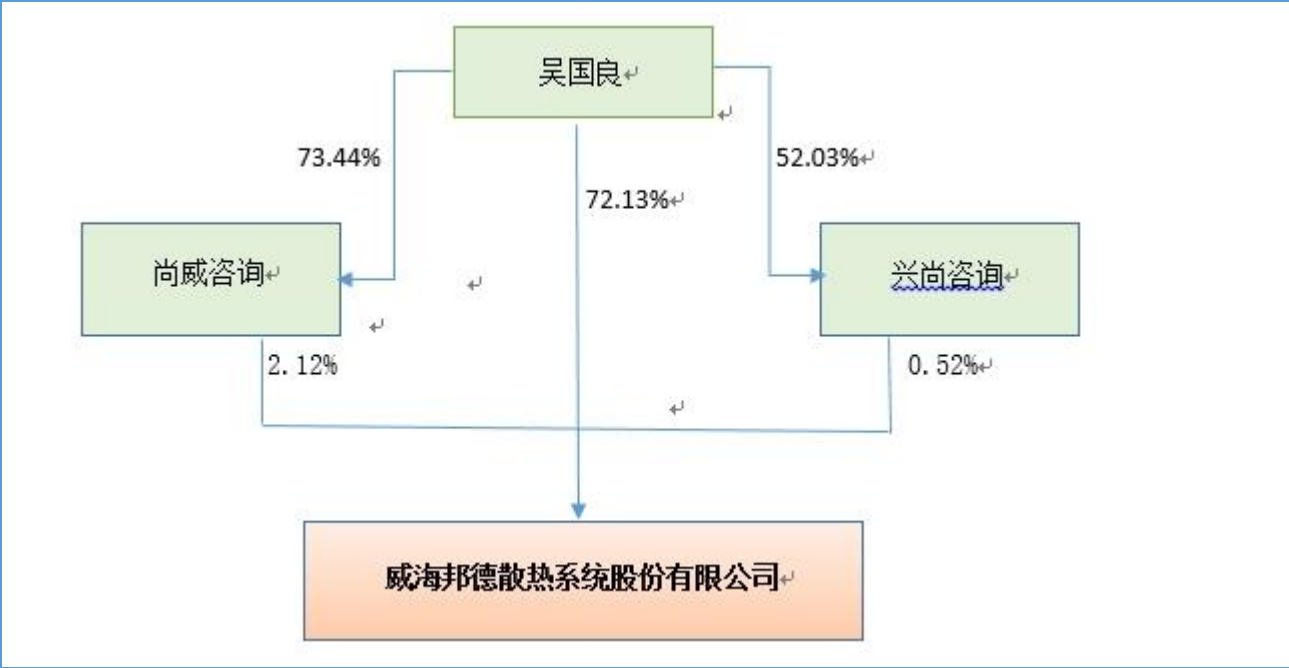 吴国良
73.44%
52.03%
72.13%
尚威咨询
兴尚咨询
2.12%
0.52%
威海邦德散热系统股份有限公司